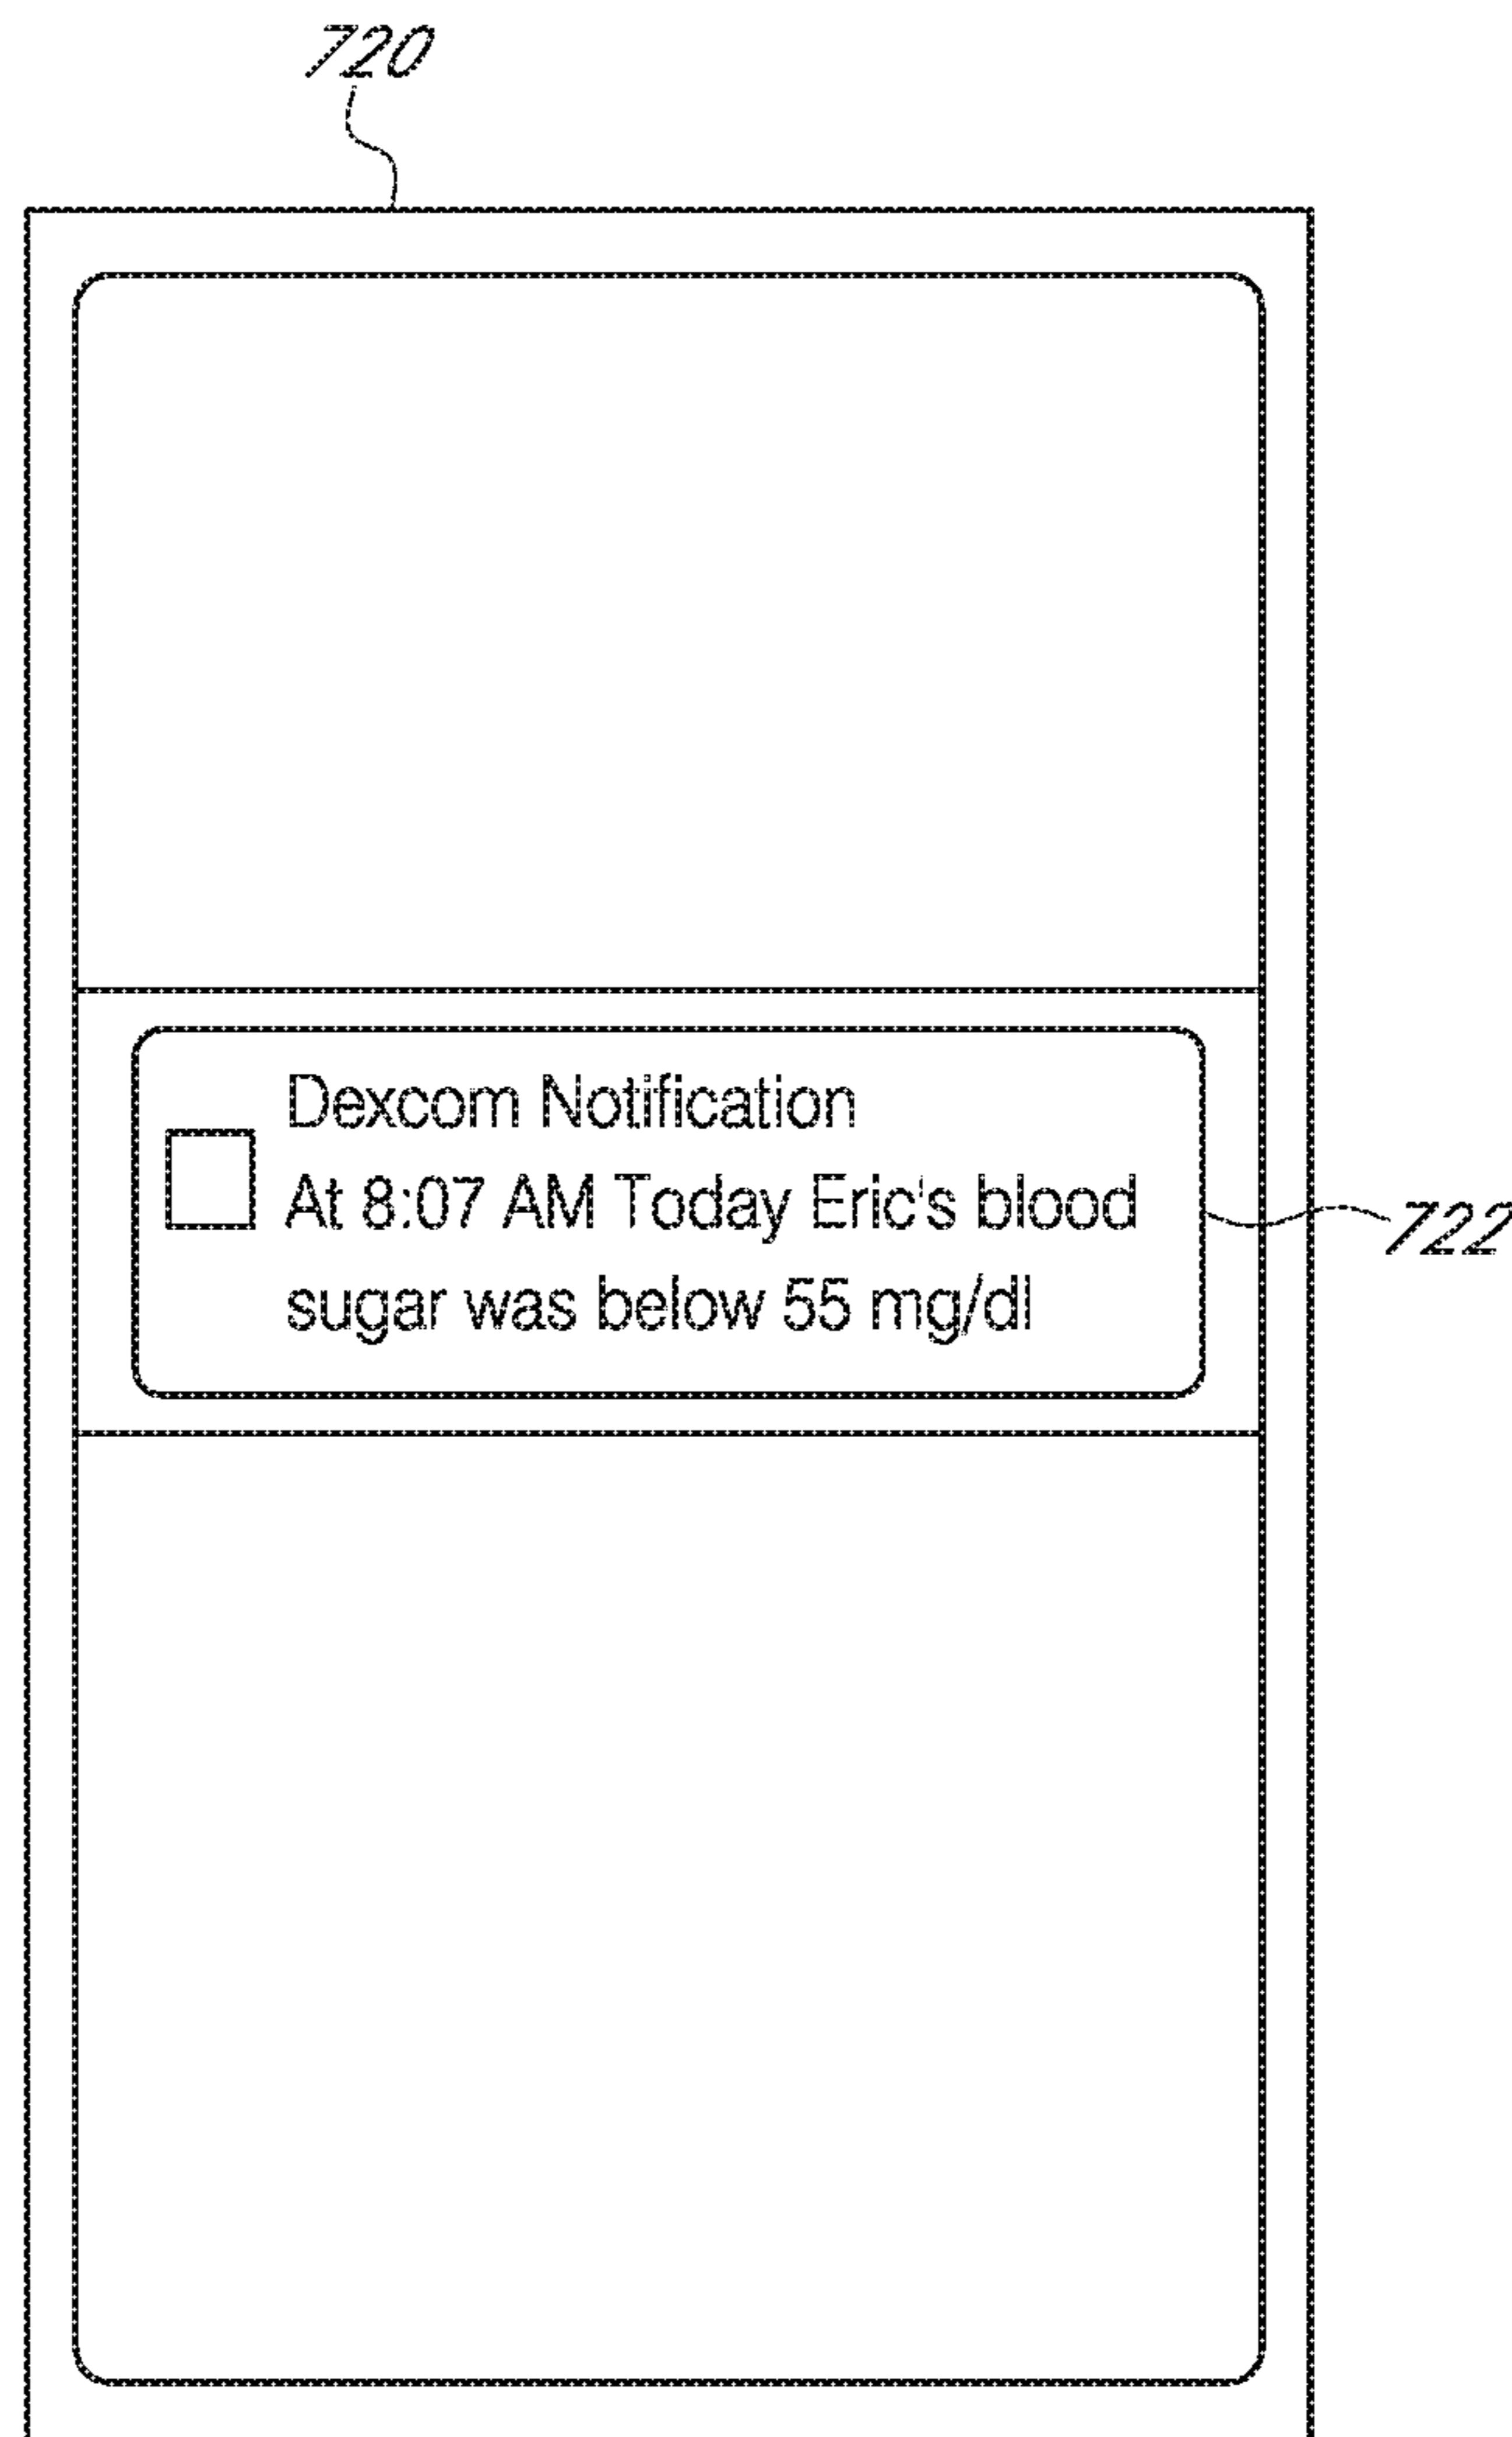 720
Dexcom Notification
At 8:07 AM Today Eric's blood
sugar was below 55 mg/dl
722